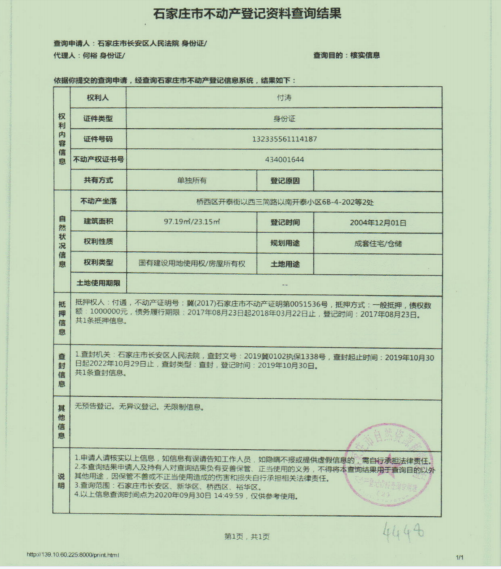 石家庄市不动产登记资料查询结果
查询申请人：石家庄市长安区人民法院 身份证/
代理人：何裕 身份证/ 查询目的：核实信息
依据你提交的查询申请，经查询石家庄市不动产登记信息系统，结果如下：
权利内容信息
权利人 付涛
证件类型 身份证
证件号码 132335561114187
不动产权证书号 434001644
共有方式 单独所有 登记原因
自然状况信息
不动产坐落 桥西区开泰街以西三简路以南开泰小区6B-4-202等2处
建筑面积 97.19㎡/23.15㎡ 登记时间 2004年12月01日
权利性质 规划用途 成套住宅/仓储
权利类型 国有建设用地使用权/房屋所有权 土地用途
土地使用期限 --
抵押信息
抵押权人：付通，不动产证明号：冀(2017)石家庄市不动产证明第0051536号，抵押方式：一般抵押，债权数
额：1000000元，债务履行期限：2017年08月23日起2018年03月22日止，登记时间：2017年08月23日。
共1条抵押信息。
查封信息
1.查封机关：石家庄市长安区人民法院，查封文号：2019冀0102执保1338号，查封起止时间：2019年10月30
日起2022年10月29日止，查封类型：查封，登记时间：2019年10月30日。
共1条查封信息。
其他信息
无预告登记。无异议登记。无限制信息。
说明
1.申请人请核实以上信息，如信息有误请告知工作人员，如隐瞒不报或提供虚假信息的，需自行承担法律责任。
2.本查询结果申请人及持有人对查询结果负有妥善保管、正当使用的义务，不得将本查询结果用于查询目的以外
其他用途，因保管不善或不正当使用造成的伤害和损失自行承担相关法律责任。
3.查询范围：石家庄市长安区、新华区、桥西区、裕华区。
4.以上信息查询时间点为2020年09月30日 14:49:59，仅供参考使用。
第1页，共1页
4448
http://139.10.60.225:8000/print.html 1/1